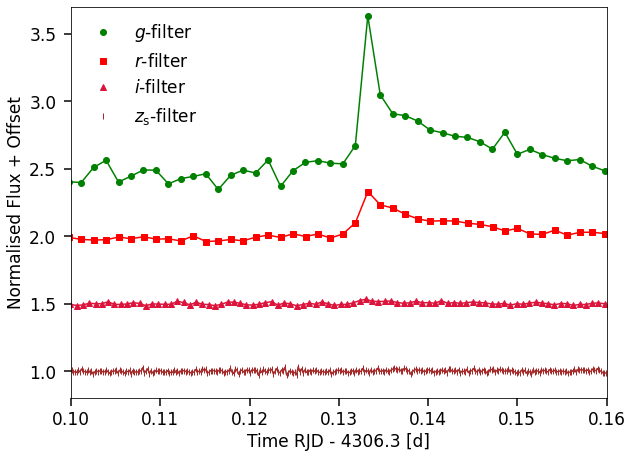 g-filter
r-filter
i-filter
zs-filter
Normalised Flux + Offset
3.5
3.0
2.5
2.0
1.5
1.0
0.10 0.11 0.12 0.13 0.14 0.15 0.16
Time RJD - 4306.3 [d]